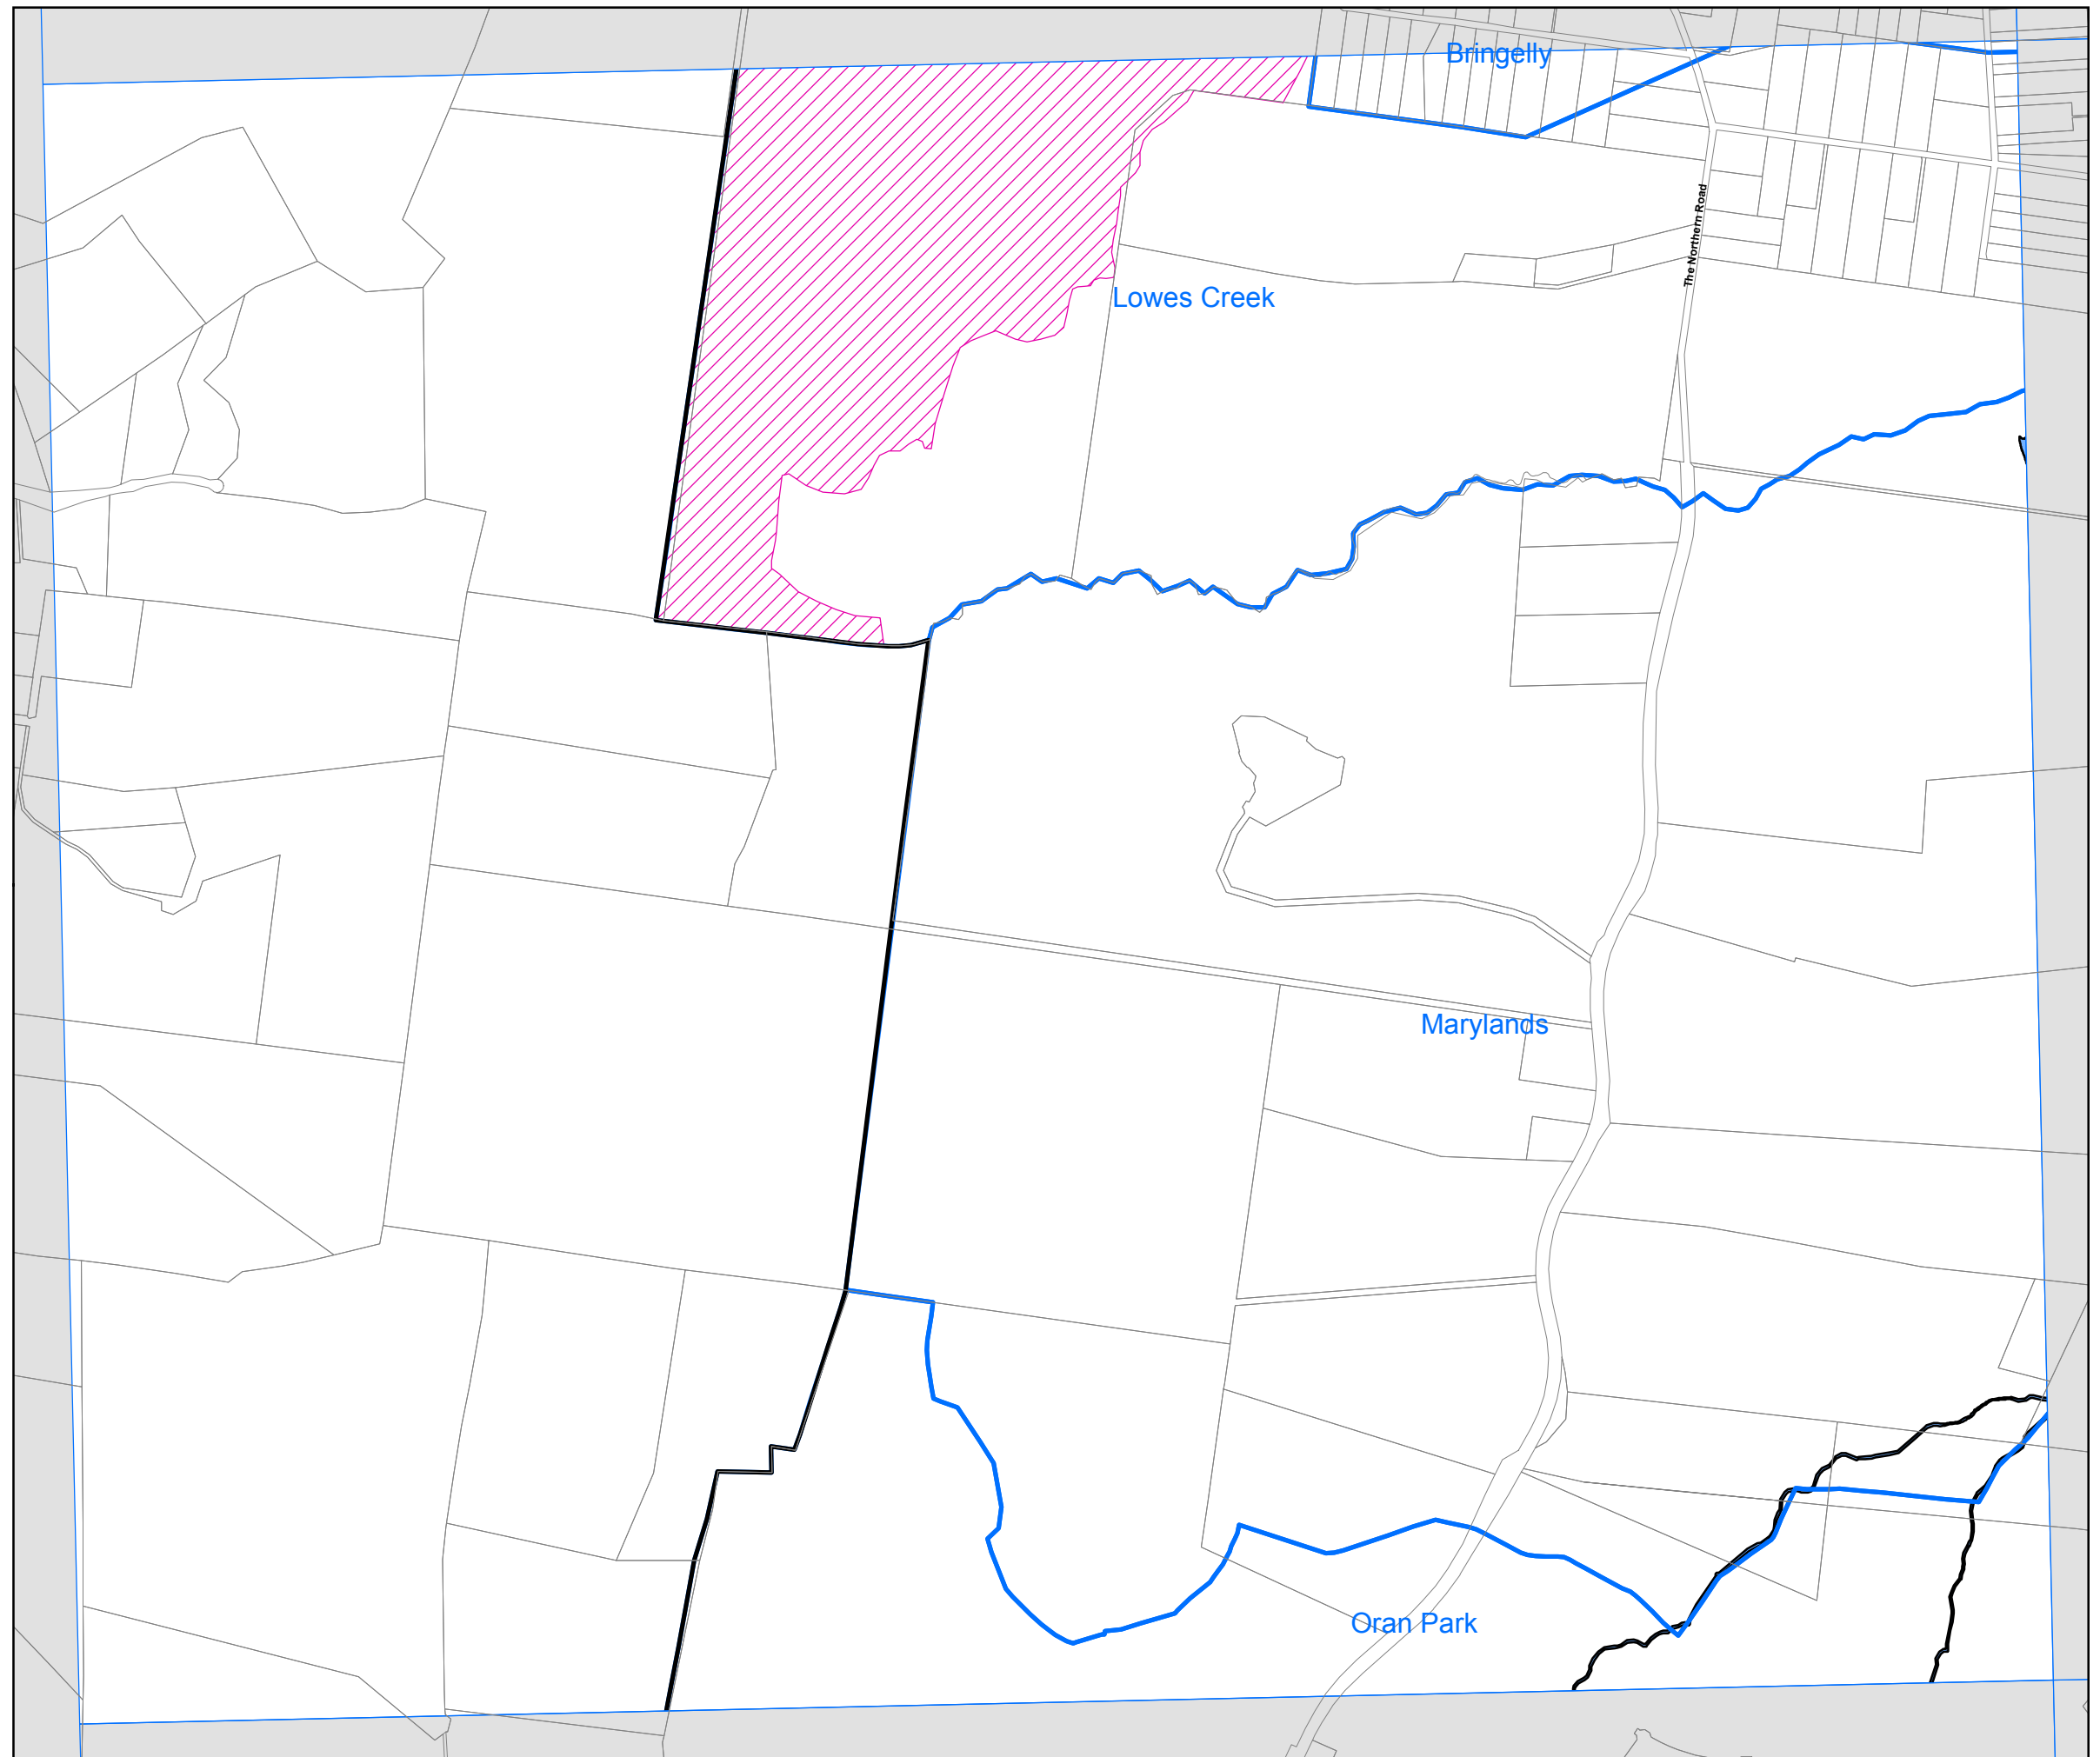 Bringelly
The Northern Road
Lowes Creek
Marylands
Oran Park